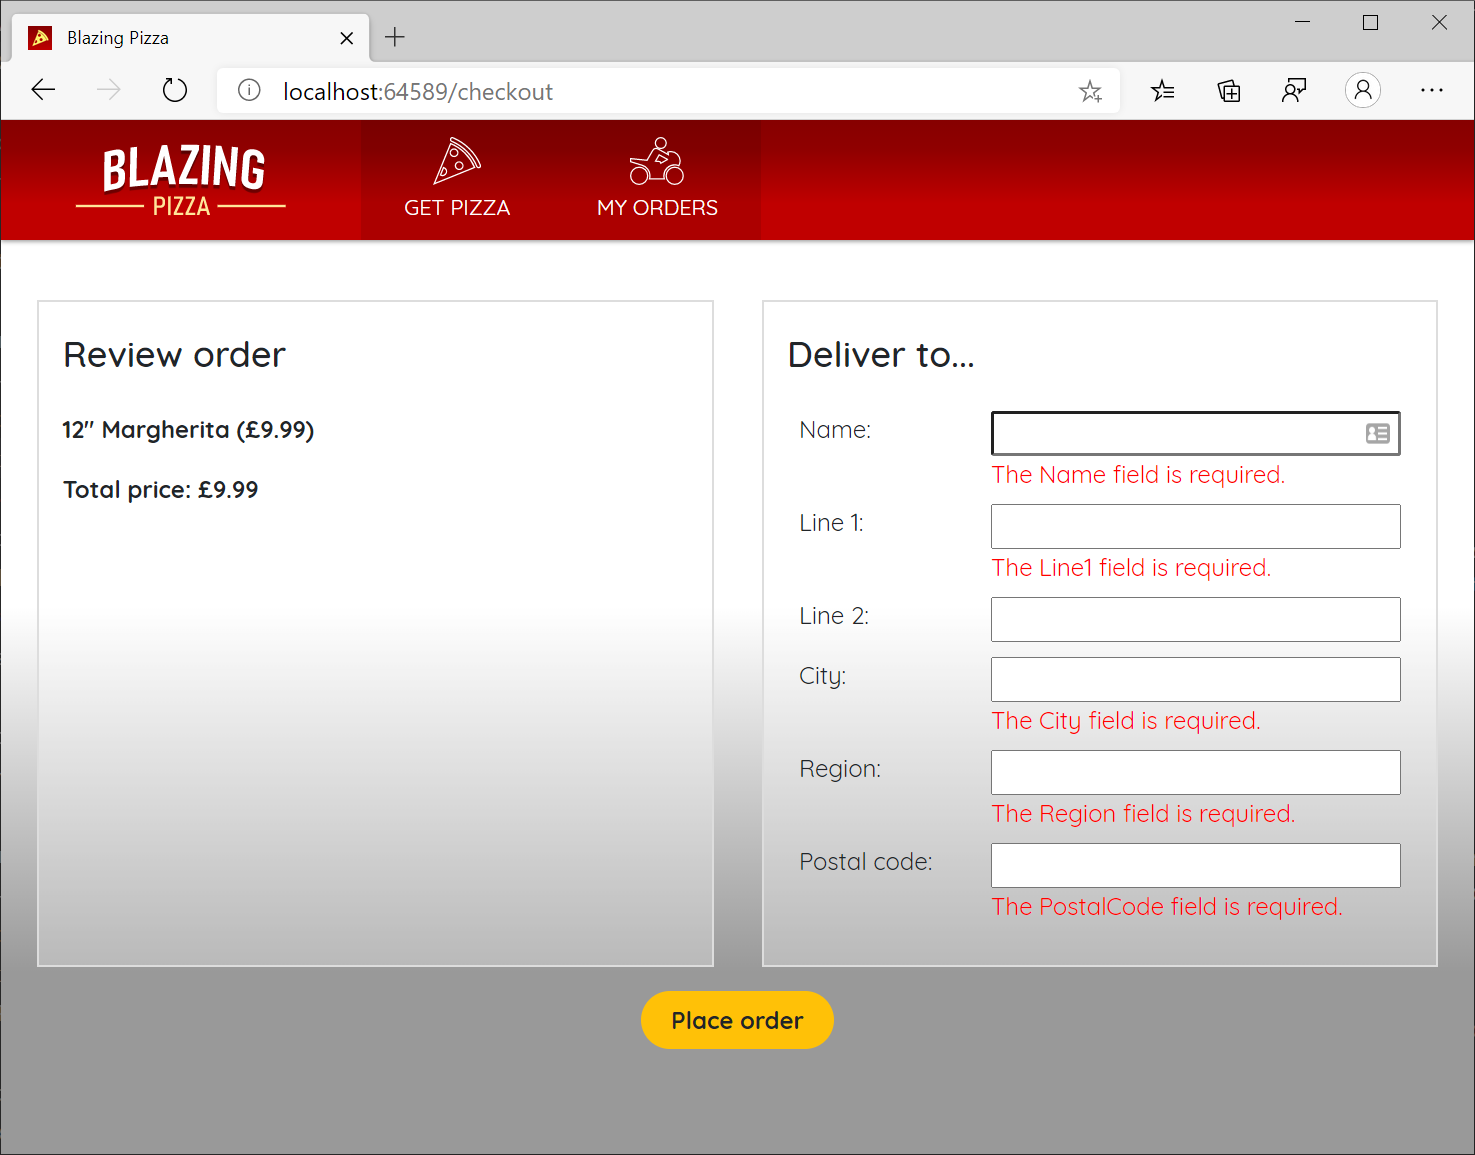 Blazing Pizza
localhost:64589/checkout
BLAZING
PIZZA
GET PIZZA
MY ORDERS
Review order
12" Margherita (£9.99)
Total price: £9.99
Deliver to...
Name:
The Name field is required.
Line 1:
The Line1 field is required.
Line 2:
City:
The City field is required.
Region:
The Region field is required.
Postal code:
The PostalCode field is required.
Place order